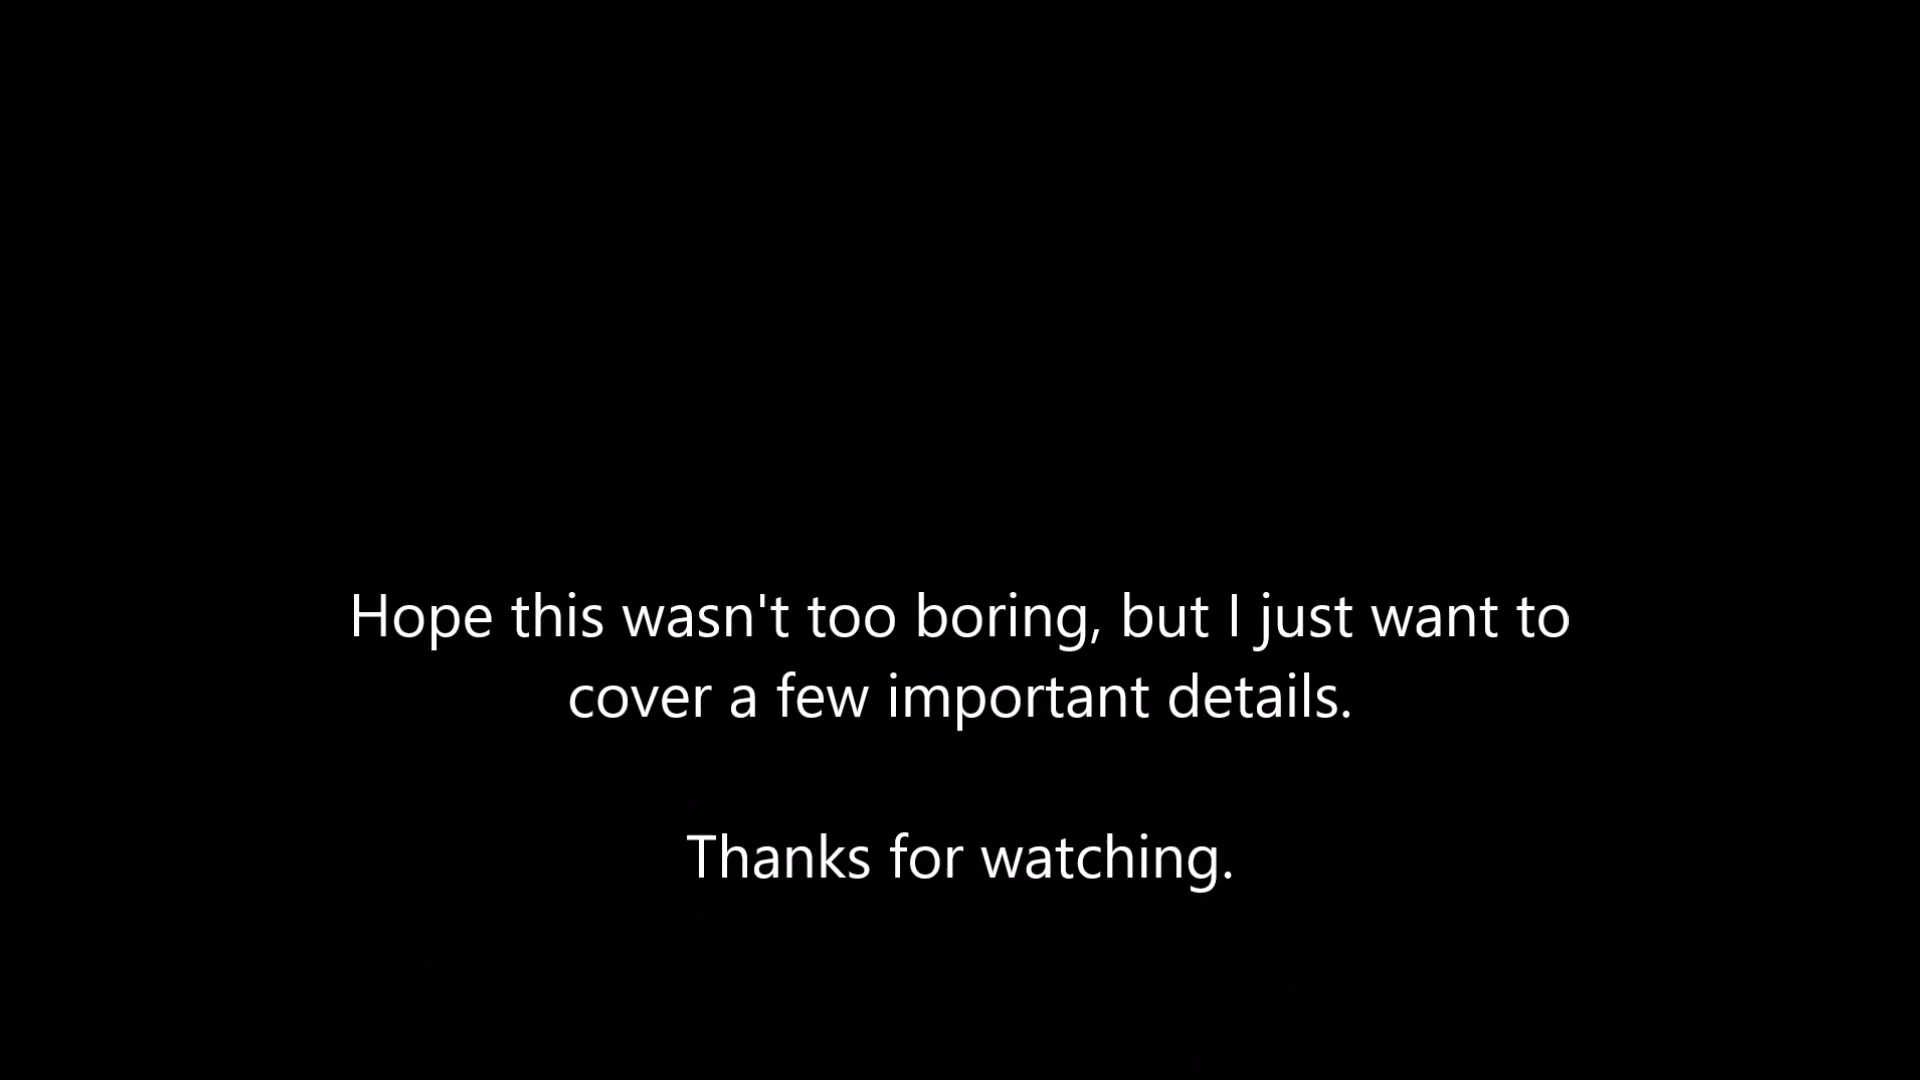 Hope this wasn't too boring, but I just want to
cover a few important details.
Thanks for watching.